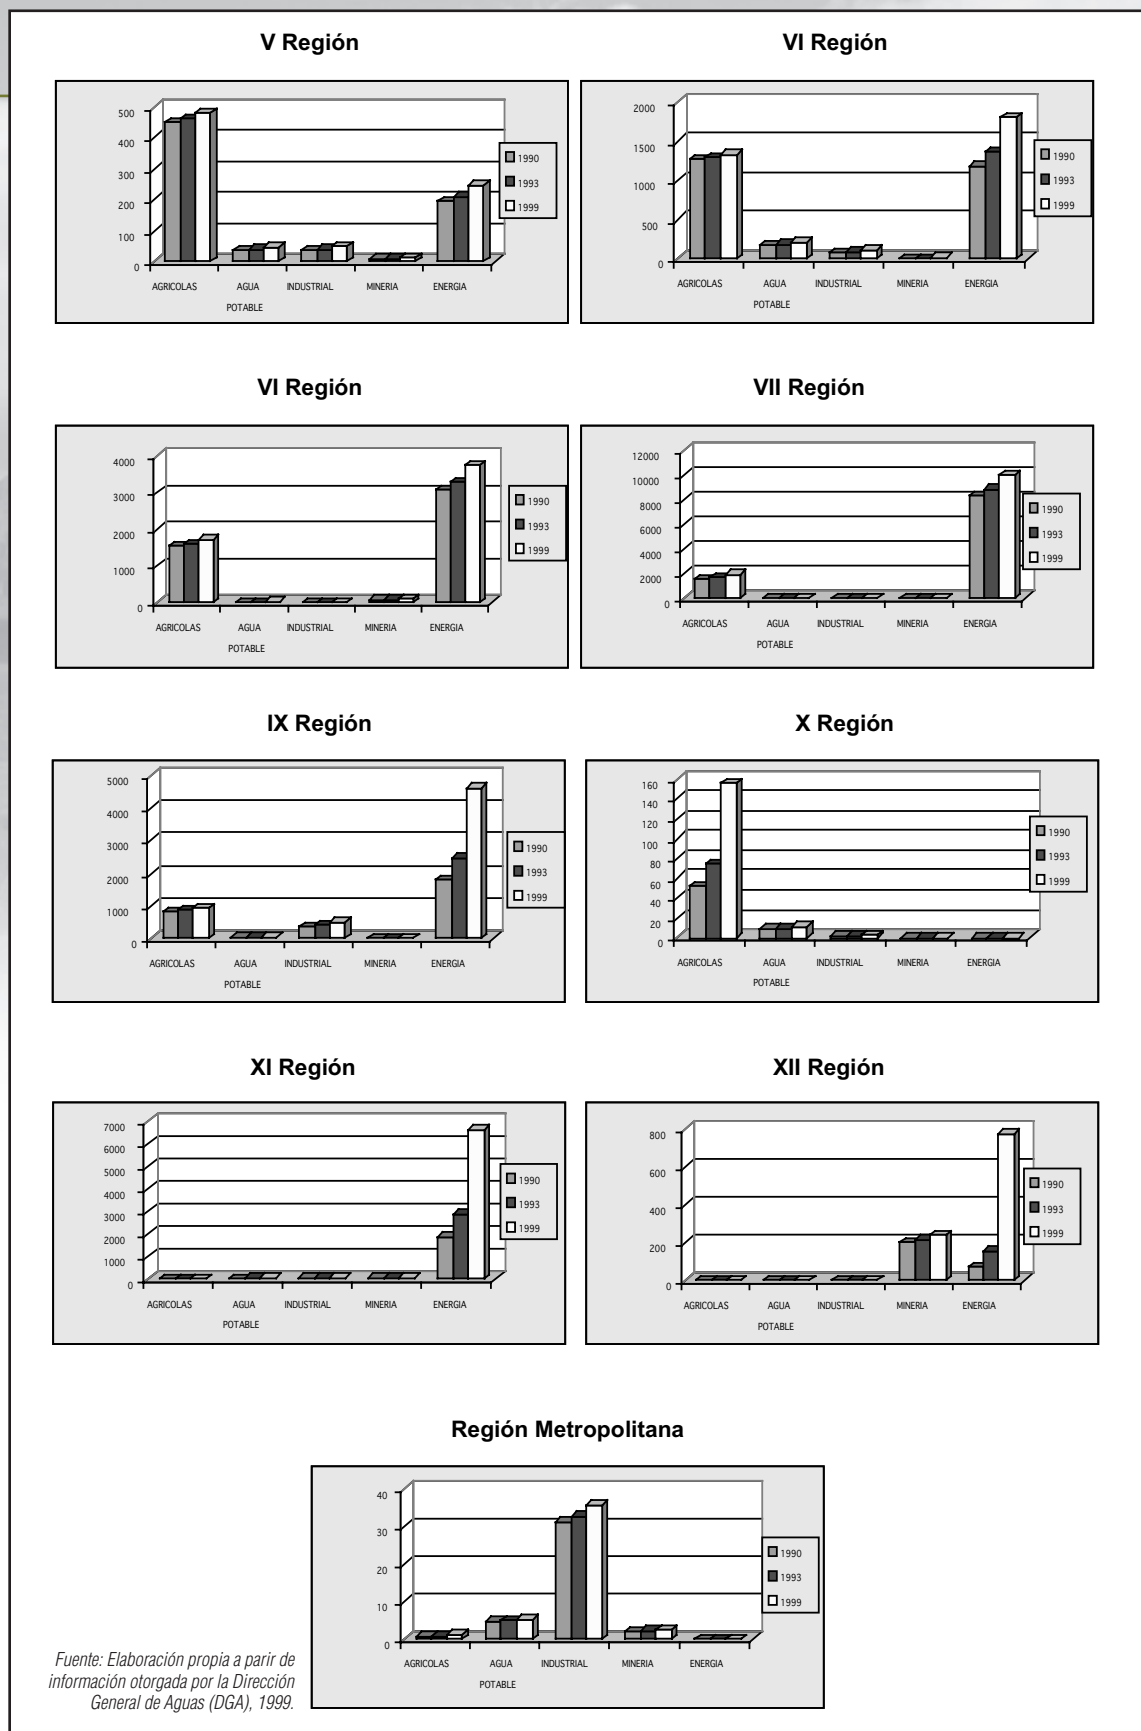 V Región
500
400
300
200
100
0
AGRICOLAS
AGUA
POTABLE
INDUSTRIAL
MINERIA
ENERGIA
1990
1993
1999
VI Región
2000
1500
1000
500
0
AGRICOLAS
AGUA
POTABLE
INDUSTRIAL
MINERIA
ENERGIA
1990
1993
1999
VI Región
4000
3000
2000
1000
0
AGRICOLAS
AGUA
POTABLE
INDUSTRIAL
MINERIA
ENERGIA
1990
1993
1999
VII Región
12000
10000
8000
6000
4000
2000
0
AGRICOLAS
AGUA
POTABLE
INDUSTRIAL
MINERIA
ENERGIA
1990
1993
1999
IX Región
5000
4000
3000
2000
1000
0
AGRICOLAS
AGUA
POTABLE
INDUSTRIAL
MINERIA
ENERGIA
1990
1993
1999
X Región
160
140
120
100
80
60
40
20
0
AGRICOLAS
AGUA
POTABLE
INDUSTRIAL
MINERIA
ENERGIA
1990
1993
1999
XI Región
7000
6000
5000
4000
3000
2000
1000
0
AGRICOLAS
AGUA
POTABLE
INDUSTRIAL
MINERIA
ENERGIA
1990
1993
1999
XII Región
800
600
400
200
0
AGRICOLAS
AGUA
POTABLE
INDUSTRIAL
MINERIA
ENERGIA
1990
1993
1999
Región Metropolitana
40
30
20
10
0
AGRICOLAS
AGUA
POTABLE
INDUSTRIAL
MINERIA
ENERGIA
1990
1993
1999
Fuente: Elaboración propia a parir de
información otorgada por la Dirección
General de Aguas (DGA), 1999.